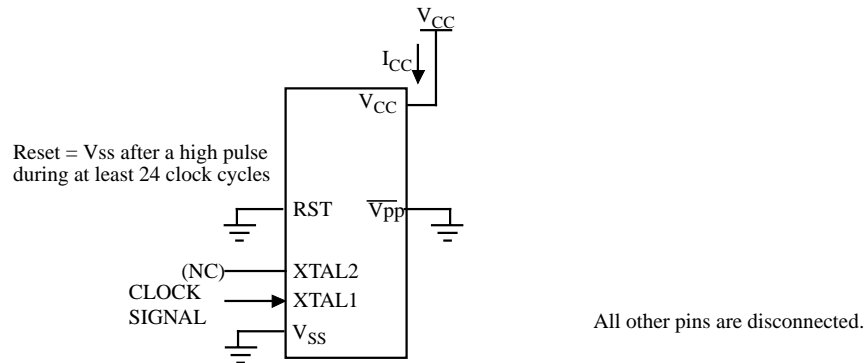 VCC
ICC
VCC
Reset = Vss after a high pulse
during at least 24 clock cycles
RST
Vpp
(NC)
XTAL2
CLOCK
SIGNAL
XTAL1
VSS
All other pins are disconnected.